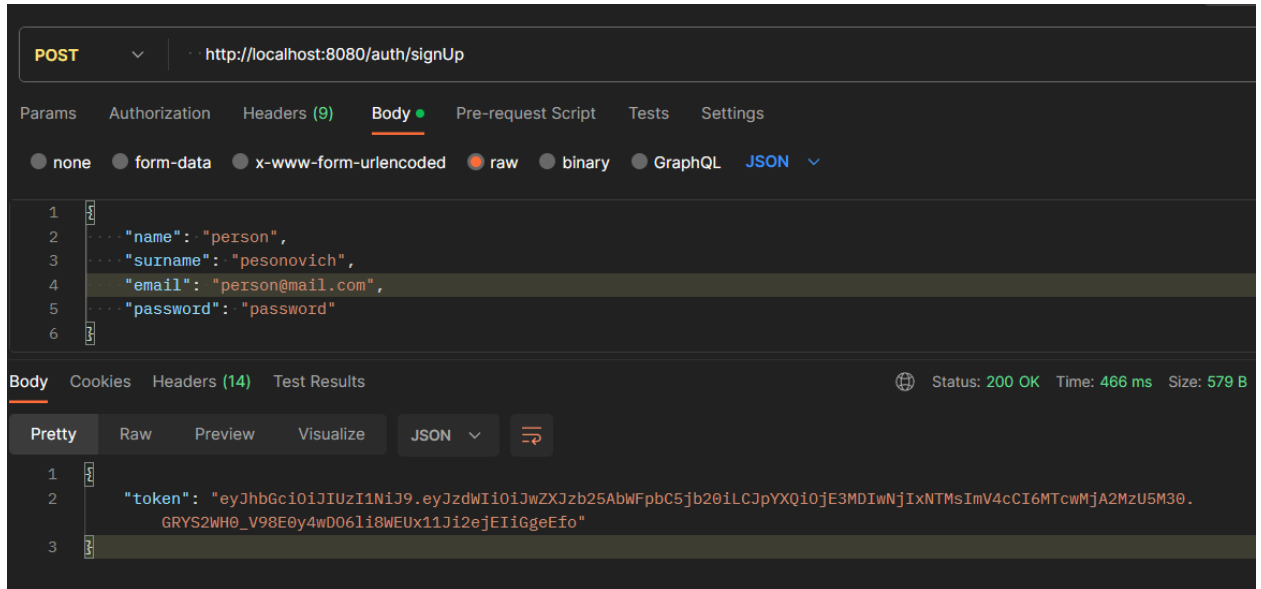 POST http://localhost:8080/auth/signUp
Params Authorization Headers (9) Body Pre-request Script Tests Settings
none form-data x-www-form-urlencoded raw binary GraphQL JSON
1 {
2 "name": "person",
3 "surname": "pesonovich",
4 "email": "person@mail.com",
5 "password": "password"
6 }
Body Cookies Headers (14) Test Results Status: 200 OK Time: 466 ms Size: 579 B
Pretty Raw Preview Visualize JSON
1 {
2 "token": "eyJhbGciOiJIUzI1NiJ9.eyJzdWIiOiJwZXJzb25AbWFpbC5jb20iLCJpYXQiOjE3MDIwNjIxNTMsImV4cCI6MTcwMjA2MzU5M30.
GRYS2WH0_V98E0y4wDO6li8WEUx11Ji2ejEIiGgeEfo"
3 }